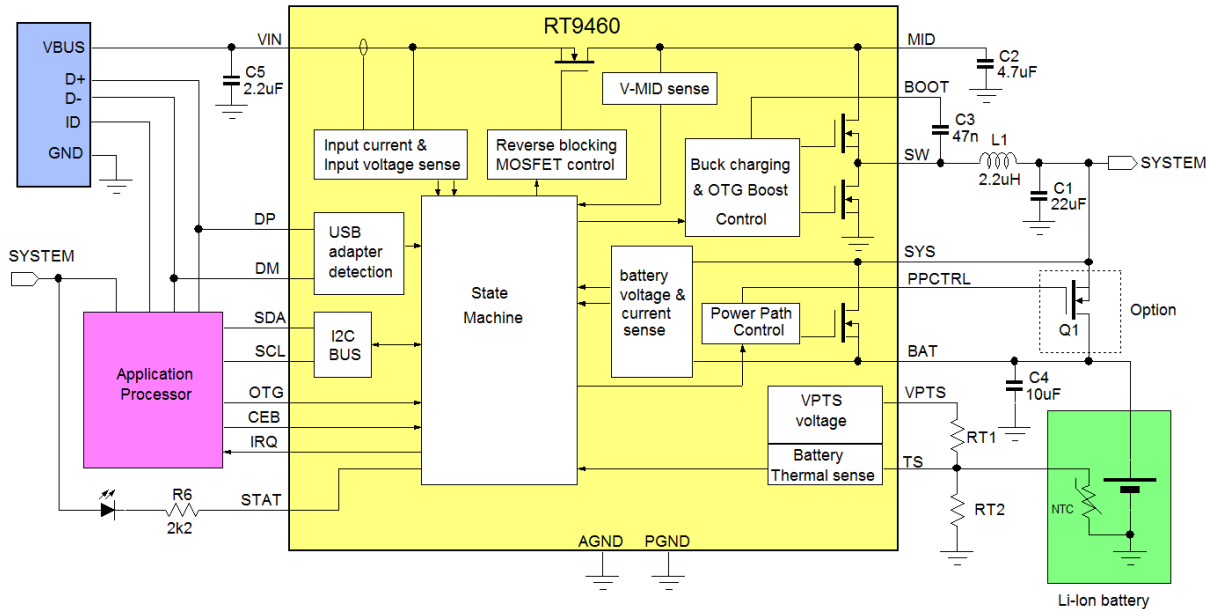 RT9460
VBUS
D+
D-
ID
GND
VIN
C5
2.2uF
MID
C2
4.7uF
V-MID sense
BOOT
C3
47n
Input current &
Input voltage sense
Reverse blocking
MOSFET control
Buck charging
& OTG Boost
Control
SW
L1
2.2uH
SYSTEM
C1
22uF
DP
USB
adapter
detection
DM
SYSTEM
State
Machine
battery
voltage &
current
sense
SYS
PPCTRL
Power Path
Control
Q1
Option
SDA
I2C
BUS
SCL
BAT
C4
10uF
Application
Processor
OTG
CEB
IRQ
VPTS
voltage
VPTS
RT1
Battery
Thermal sense
TS
RT2
NTC
R6
2k2
STAT
AGND
PGND
Li-Ion battery